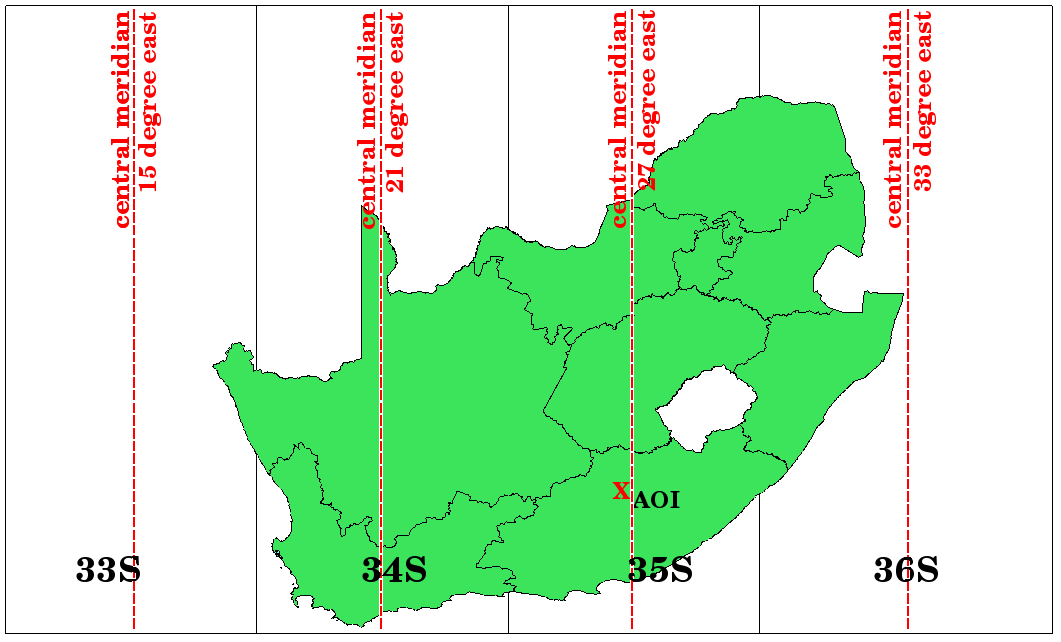 central meridian
15 degree east
central meridian
21 degree east
central meridian
27 degree east
central meridian
33 degree east
X
AOI
33S
34S
35S
36S